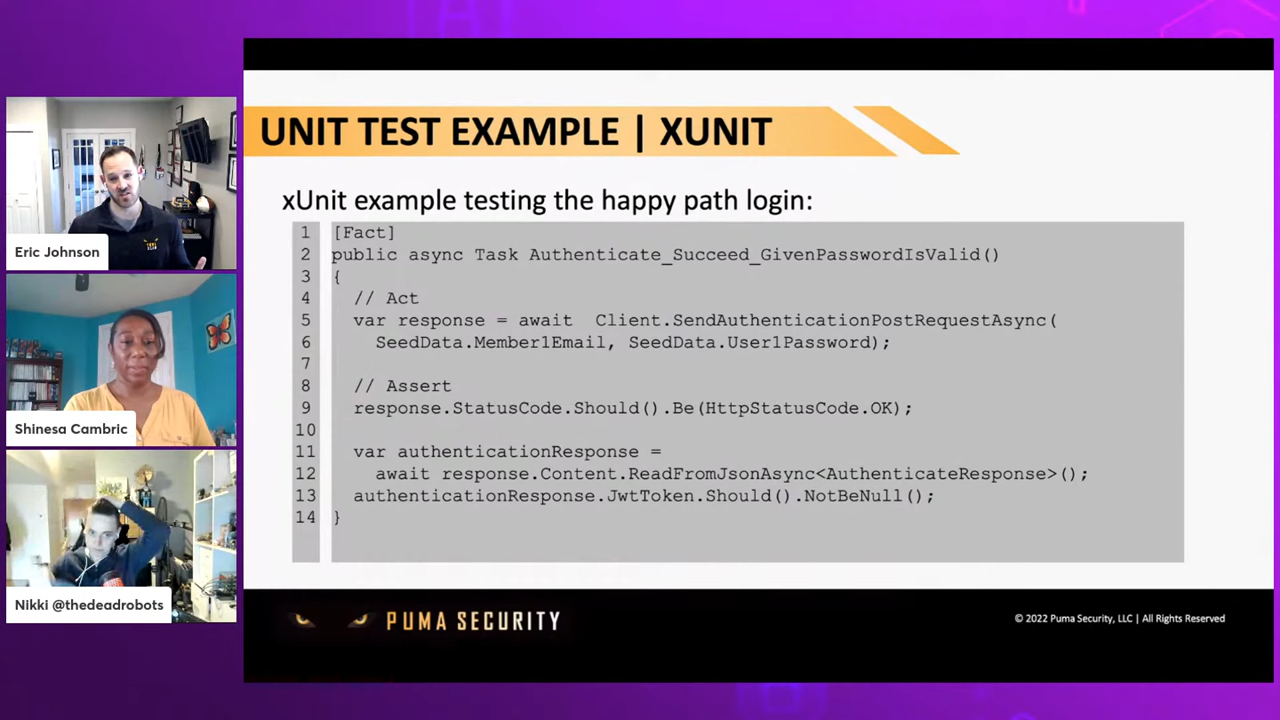 Eric Johnson
Shinesa Cambric
Nikki @thedeadrobots
UNIT TEST EXAMPLE | XUNIT
xUnit example testing the happy path login:
1 [Fact]
2 public async Task Authenticate_Succeed_GivenPasswordIsValid()
3 {
4 // Act
5 var response = await  Client.SendAuthenticationPostRequestAsync(
6 SeedData.Member1Email, SeedData.User1Password);
7
8 // Assert
9 response.StatusCode.Should().Be(HttpStatusCode.OK);
10
11 var authenticationResponse =
12 await response.Content.ReadFromJsonAsync<AuthenticateResponse>();
13 authenticationResponse.JwtToken.Should().NotBeNull();
14 }
PUMA SECURITY
© 2022 Puma Security, LLC | All Rights Reserved